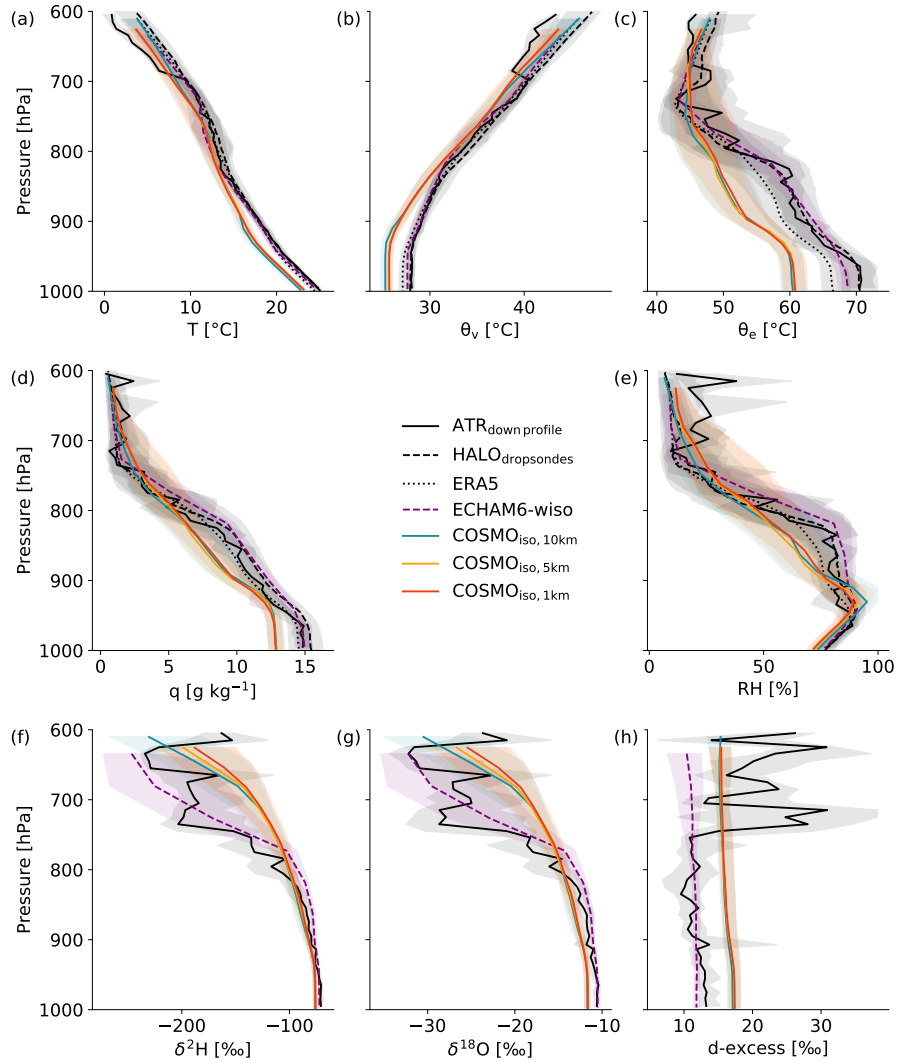 (a)
(b)
(c)
600
700
800
900
1000
Pressure [hPa]
0 10 20
T [°C]
30 40
θv [°C]
40 50 60 70
θe [°C]
(d)
(e)
600
700
800
900
1000
Pressure [hPa]
0 5 10 15
q [g kg⁻¹]
ATRdown profile
HALOdropsondes
ERA5
ECHAM6-wiso
COSMOiso, 10km
COSMOiso, 5km
COSMOiso, 1km
0 50 100
RH [%]
(f)
(g)
(h)
600
700
800
900
1000
Pressure [hPa]
−200 −100
δ²H [‰]
−30 −20 −10
δ¹⁸O [‰]
10 20 30
d-excess [‰]